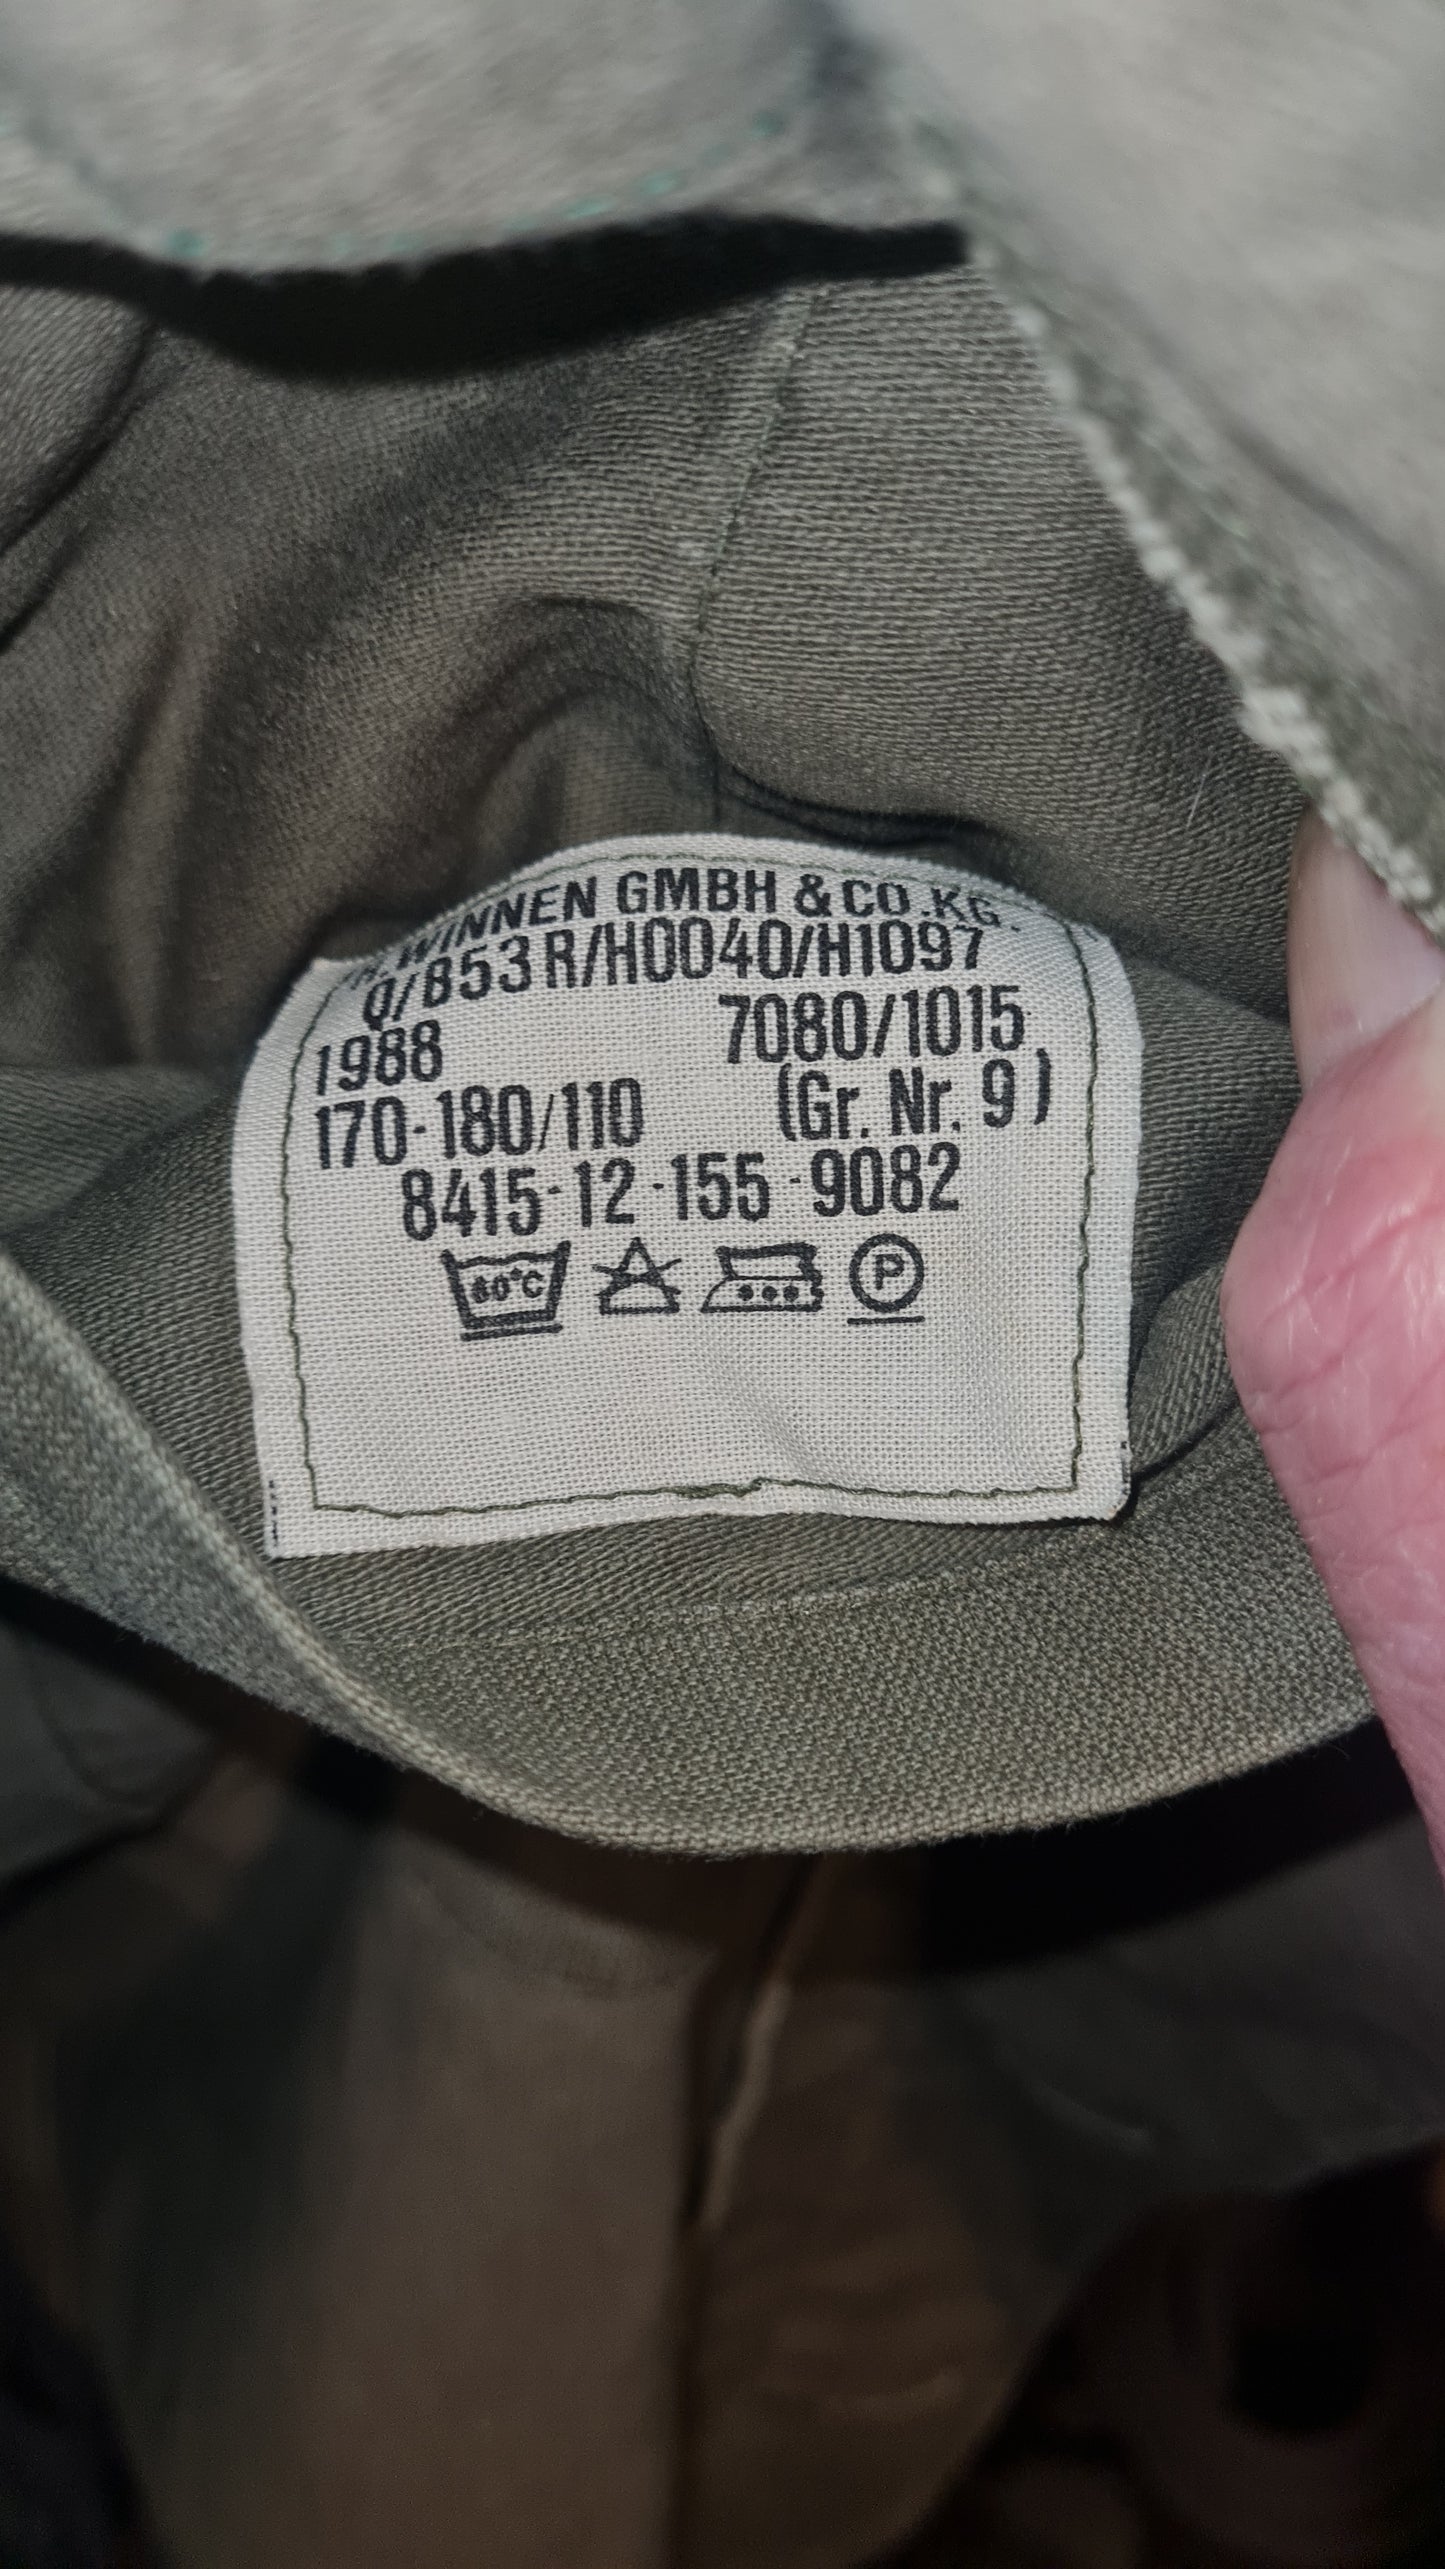 WINNEN GMBH & CO.KG.
Q/B53R/H0040/H1097
1988 7080/1015
170-180/110 (Gr. Nr. 9)
8415-12-155-9082
60°C P